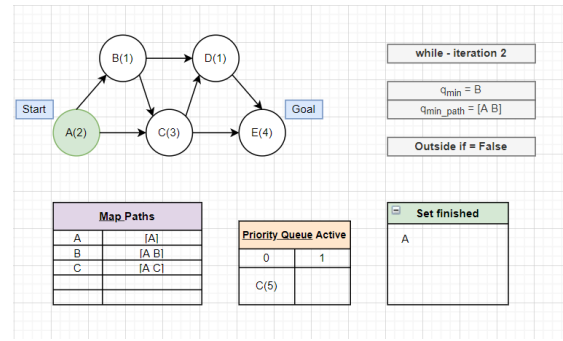 B(1)
D(1)
Start
A(2)
C(3)
E(4)
Goal
while - iteration 2
qmin = B
qmin_path = [A B]
Outside if = False
Map Paths
A [A]
B [A B]
C [A C]
Priority Queue Active
0 1
C(5)
Set finished
A